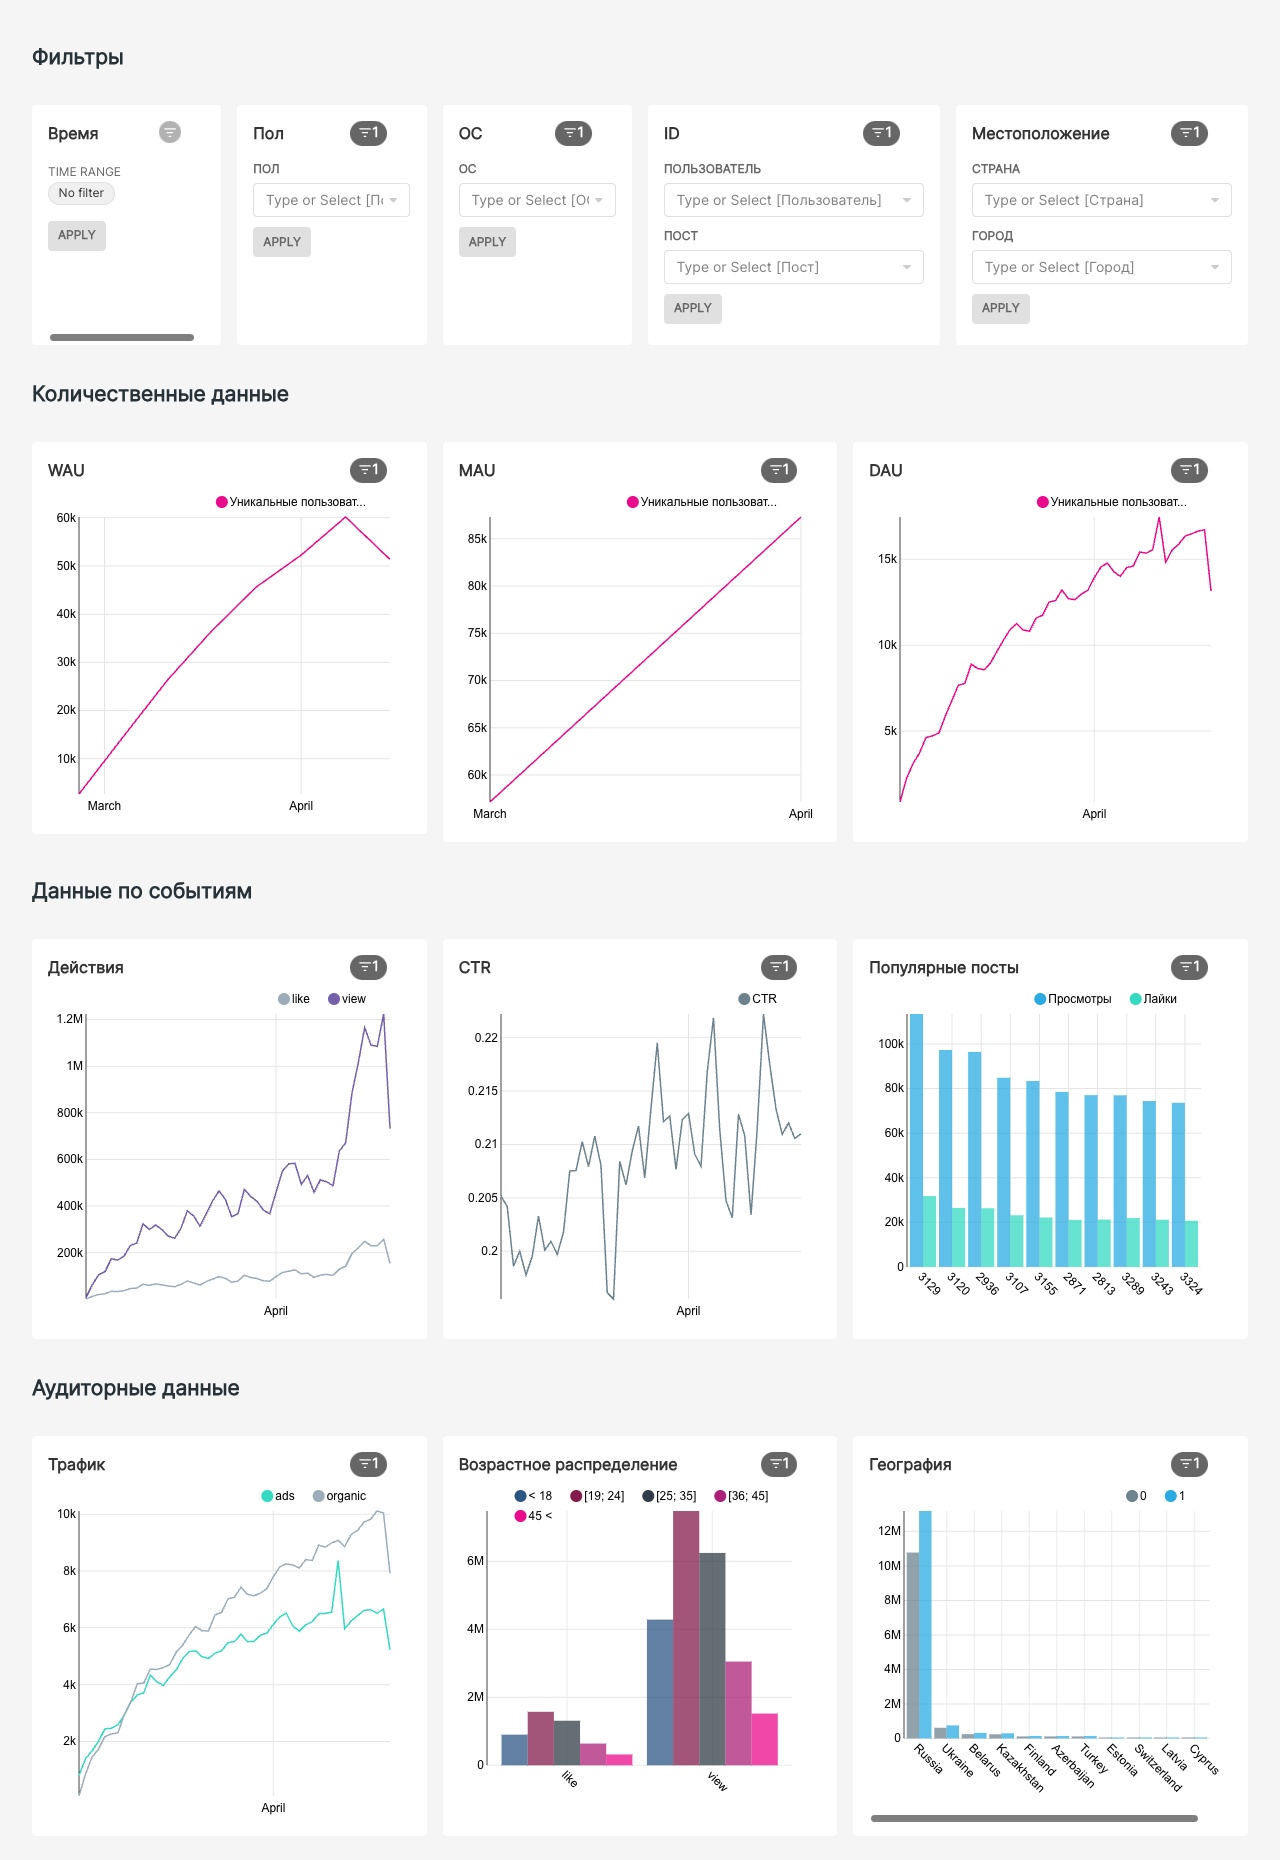 Фильтры
Время
TIME RANGE
No filter
APPLY
Пол
1
ПОЛ
Type or Select [По
APPLY
ОС
1
ОС
Type or Select [ОС
APPLY
ID
1
ПОЛЬЗОВАТЕЛЬ
Type or Select [Пользователь]
ПОСТ
Type or Select [Пост]
APPLY
Местоположение
1
СТРАНА
Type or Select [Страна]
ГОРОД
Type or Select [Город]
APPLY
Количественные данные
WAU
1
Уникальные пользоват...
60k
50k
40k
30k
20k
10k
March
April
MAU
1
Уникальные пользоват...
85k
80k
75k
70k
65k
60k
March
April
DAU
1
Уникальные пользоват...
15k
10k
5k
April
Данные по событиям
Действия
1
like
view
1.2M
1M
800k
600k
400k
200k
April
CTR
1
CTR
0.22
0.215
0.21
0.205
0.2
April
Популярные посты
1
Просмотры
Лайки
100k
80k
60k
40k
20k
0
3129
3120
2936
3107
3155
2871
2813
3289
3243
3324
Аудиторные данные
Трафик
1
ads
organic
10k
8k
6k
4k
2k
April
Возрастное распределение
1
< 18
[19; 24]
[25; 35]
[36; 45]
45 <
6M
4M
2M
0
like
view
География
1
0
1
12M
10M
8M
6M
4M
2M
0
Russia
Ukraine
Belarus
Kazakhstan
Finland
Azerbaijan
Turkey
Estonia
Switzerland
Latvia
Cyprus